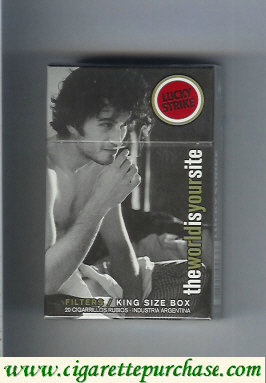 LUCKY
STRIKE
theworldisyoursite
FILTERS / KING SIZE BOX
20 CIGARRILLOS RUBIOS - INDUSTRIA ARGENTINA
www.cigarettepurchase.com